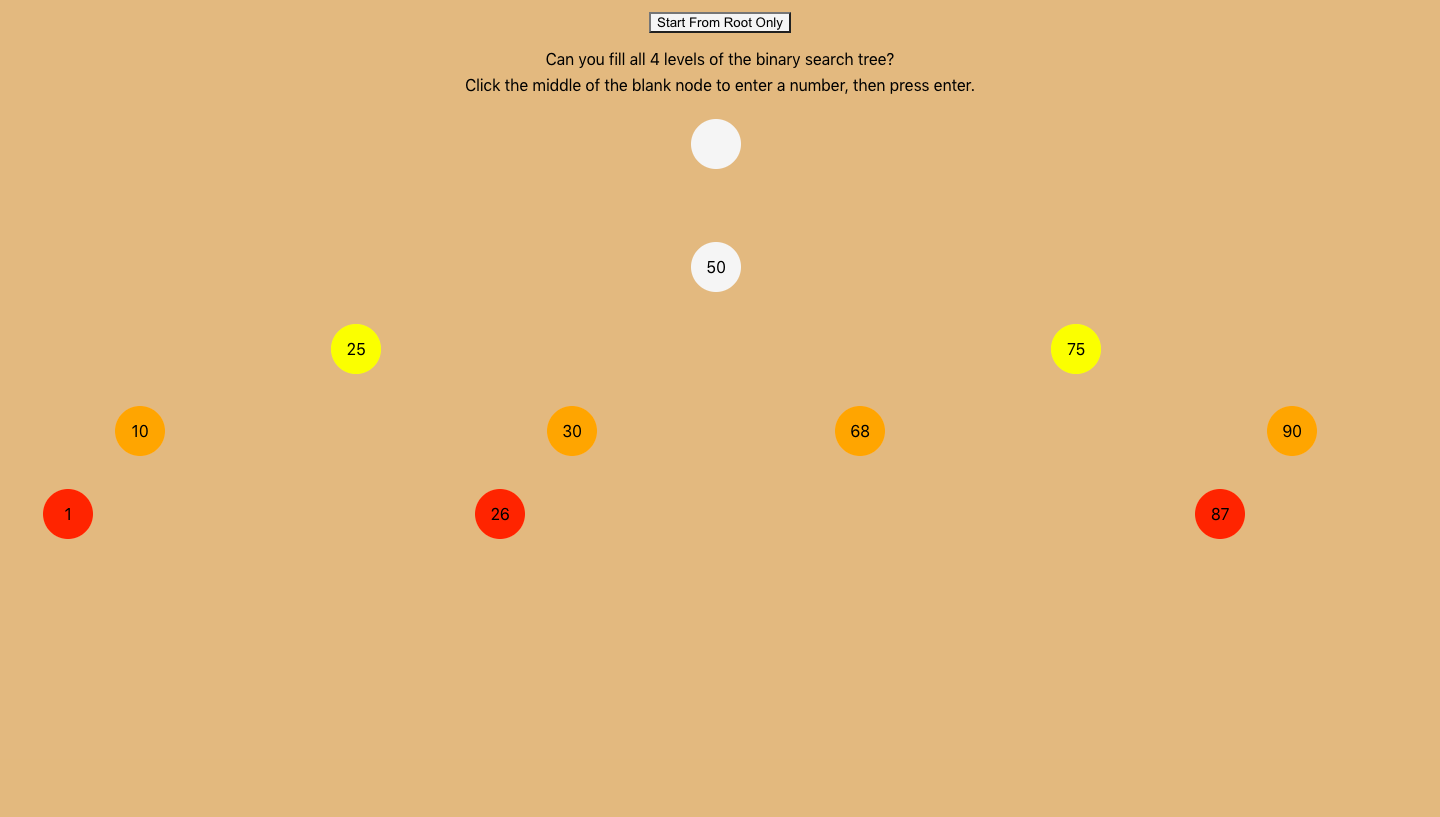 Start From Root Only
Can you fill all 4 levels of the binary search tree?
Click the middle of the blank node to enter a number, then press enter.
50
25 75
10 30 68 90
1 26 87